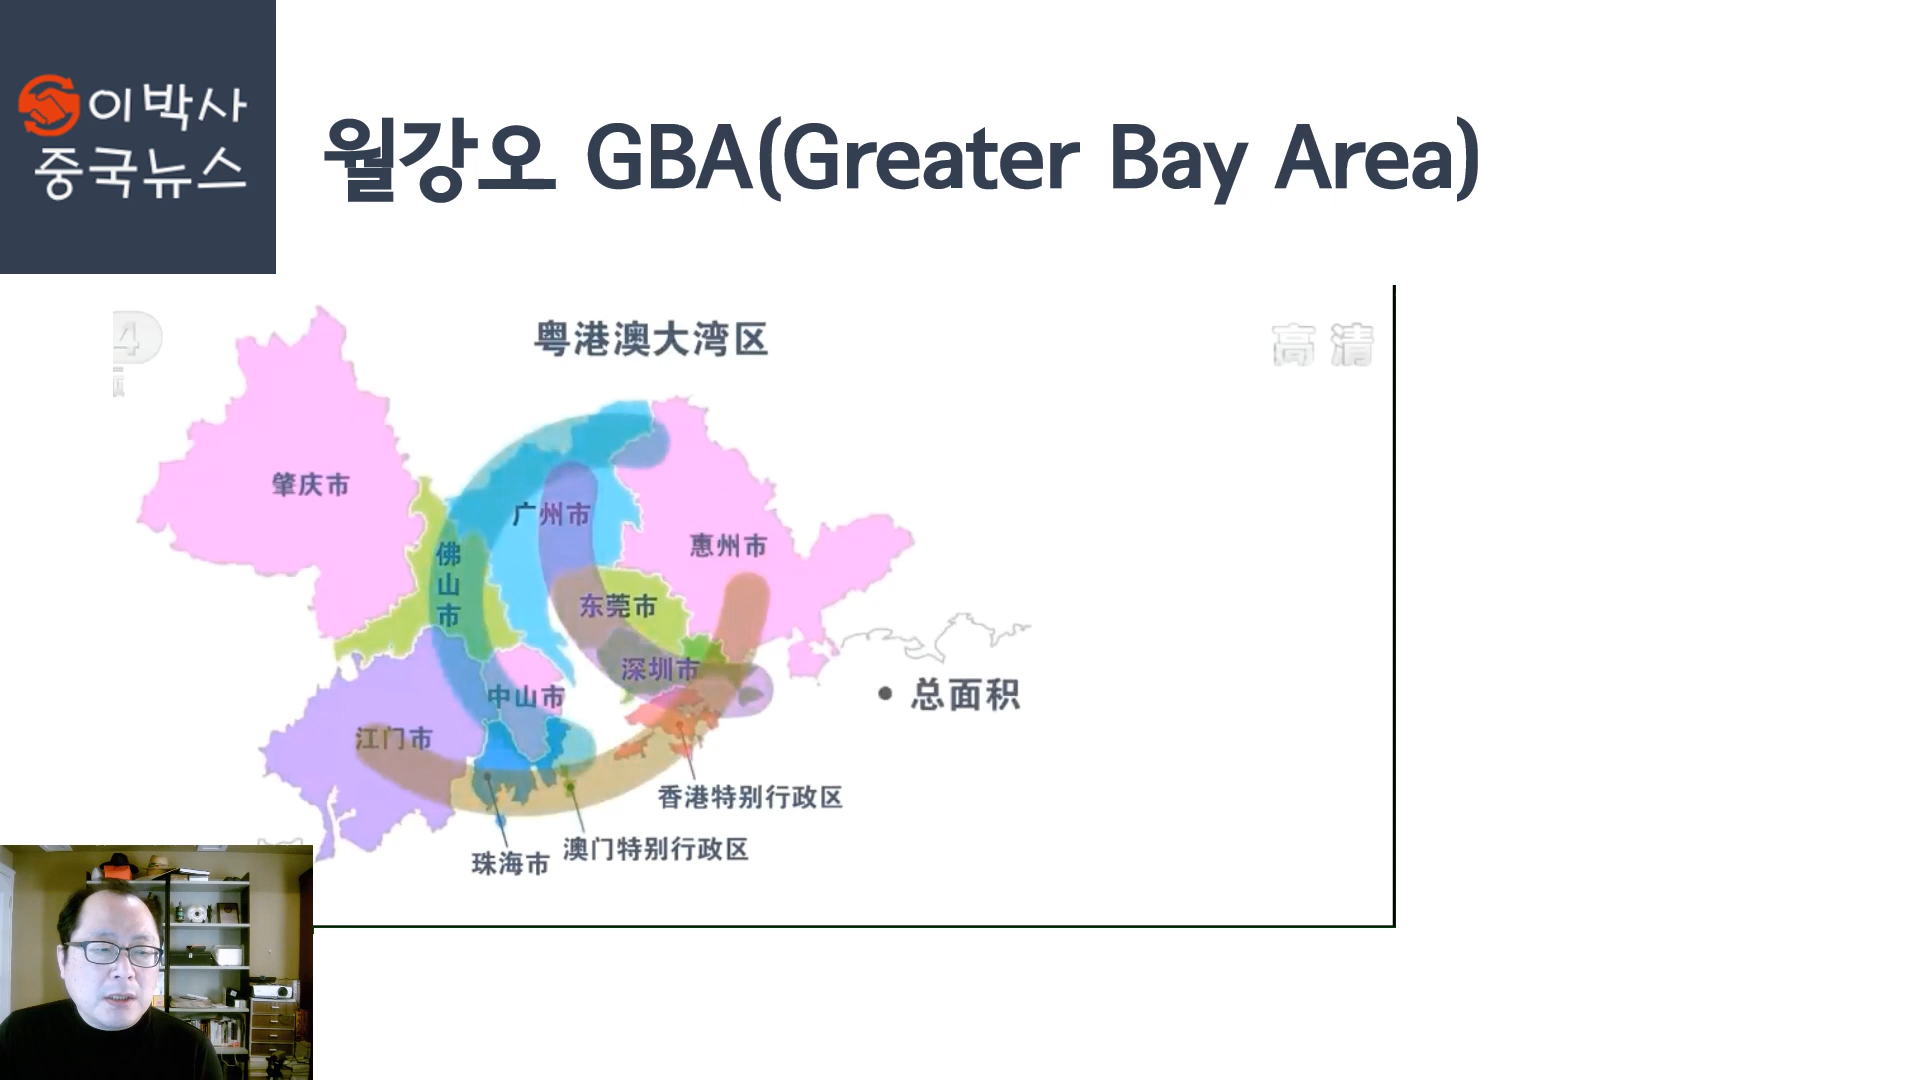 이박사
중국뉴스
월강오 GBA(Greater Bay Area)
4
粤港澳大湾区
高清
肇庆市
广州市
惠州市
佛山市
东莞市
深圳市
中山市
• 总面积
江门市
香港特别行政区
澳门特别行政区
珠海市